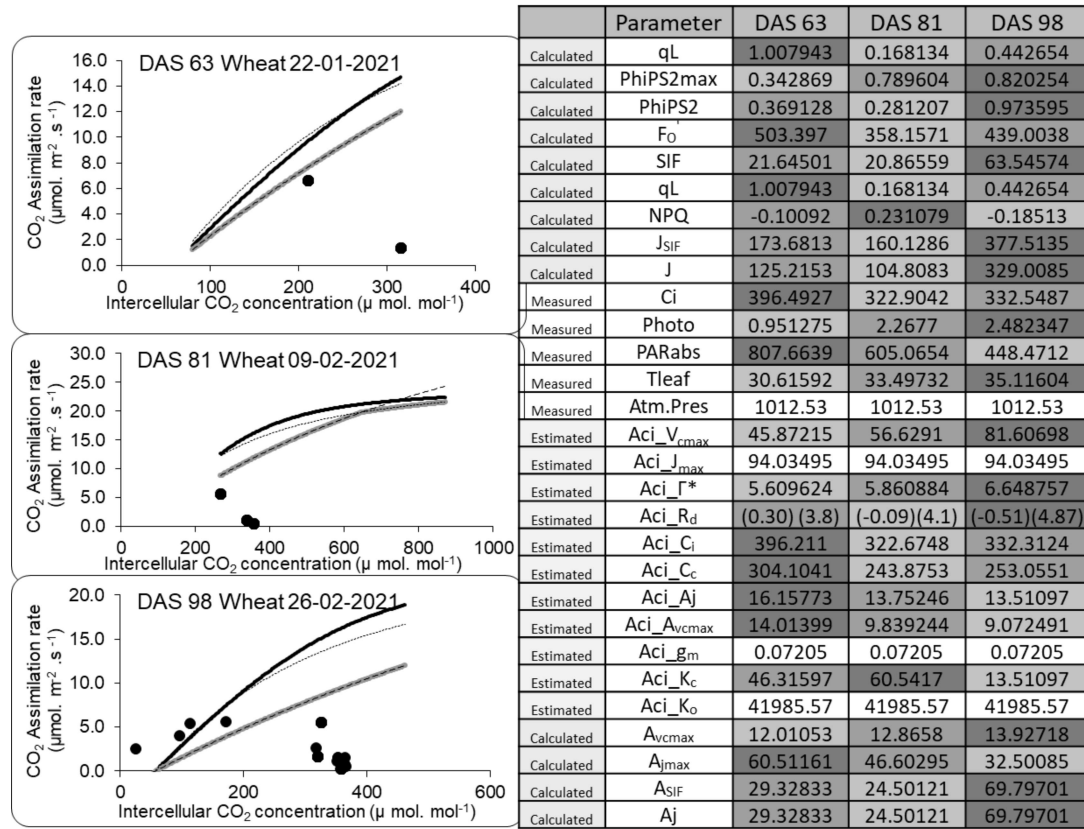 DAS 63 Wheat 22-01-2021
CO2 Assimilation rate
(µmol. m-2 .s-1)
16.0
14.0
12.0
10.0
8.0
6.0
4.0
2.0
0.0
0 100 200 300 400
Intercellular CO2 concentration (µ mol. mol-1)
DAS 81 Wheat 09-02-2021
CO2 Assimilation rate
(µmol. m-2 .s-1)
30.0
25.0
20.0
15.0
10.0
5.0
0.0
0 200 400 600 800 1000
Intercellular CO2 concentration (µ mol. mol-1)
DAS 98 Wheat 26-02-2021
CO2 Assimilation rate
(µmol. m-2 .s-1)
20.0
15.0
10.0
5.0
0.0
0 200 400 600
Intercellular CO2 concentration (µ mol. mol-1)
Parameter DAS 63 DAS 81 DAS 98
Calculated qL 1.007943 0.168134 0.442654
Calculated PhiPS2max 0.342869 0.789604 0.820254
Calculated PhiPS2 0.369128 0.281207 0.973595
Calculated FO' 503.397 358.1571 439.0038
Calculated SIF 21.64501 20.86559 63.54574
Calculated qL 1.007943 0.168134 0.442654
Calculated NPQ -0.10092 0.231079 -0.18513
Calculated JSIF 173.6813 160.1286 377.5135
Calculated J 125.2153 104.8083 329.0085
Measured Ci 396.4927 322.9042 332.5487
Measured Photo 0.951275 2.2677 2.482347
Measured PARabs 807.6639 605.0654 448.4712
Measured Tleaf 30.61592 33.49732 35.11604
Measured Atm.Pres 1012.53 1012.53 1012.53
Estimated Aci_Vcmax 45.87215 56.6291 81.60698
Estimated Aci_Jmax 94.03495 94.03495 94.03495
Estimated Aci_Γ* 5.609624 5.860884 6.648757
Estimated Aci_Rd (0.30) (3.8) (-0.09)(4.1) (-0.51)(4.87)
Estimated Aci_Ci 396.211 322.6748 332.3124
Estimated Aci_Cc 304.1041 243.8753 253.0551
Estimated Aci_Aj 16.15773 13.75246 13.51097
Estimated Aci_Avcmax 14.01399 9.839244 9.072491
Estimated Aci_gm 0.07205 0.07205 0.07205
Estimated Aci_Kc 46.31597 60.5417 13.51097
Estimated Aci_Ko 41985.57 41985.57 41985.57
Calculated Avcmax 12.01053 12.8658 13.92718
Calculated Ajmax 60.51161 46.60295 32.50085
Calculated ASIF 29.32833 24.50121 69.79701
Calculated Aj 29.32833 24.50121 69.79701